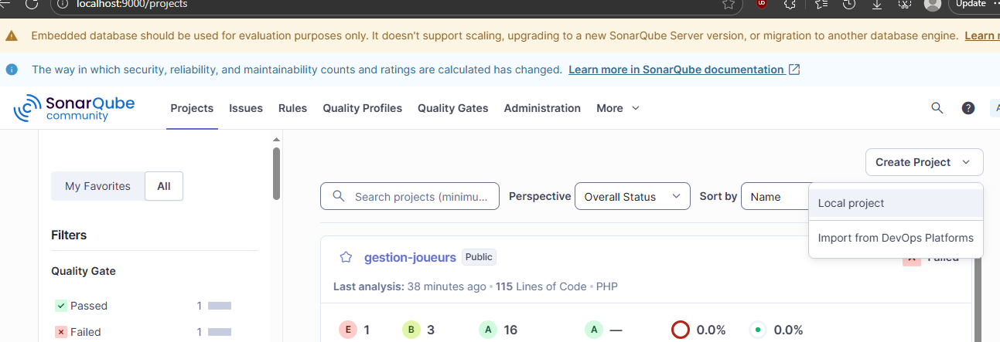 localhost:9000/projects
Update
Embedded database should be used for evaluation purposes only. It doesn't support scaling, upgrading to a new SonarQube Server version, or migration to another database engine. Learn
The way in which security, reliability, and maintainability counts and ratings are calculated has changed. Learn more in SonarQube documentation
SonarQube
community
Projects Issues Rules Quality Profiles Quality Gates Administration More
?
A
Create Project
My Favorites All
Search projects (minimu... Perspective Overall Status Sort by Name
Local project
Import from DevOps Platforms
Filters
gestion-joueurs Public
Quality Gate
Last analysis: 38 minutes ago • 115 Lines of Code • PHP
Passed 1
Failed 1
E 1 B 3 A 16 A — 0.0% 0.0%